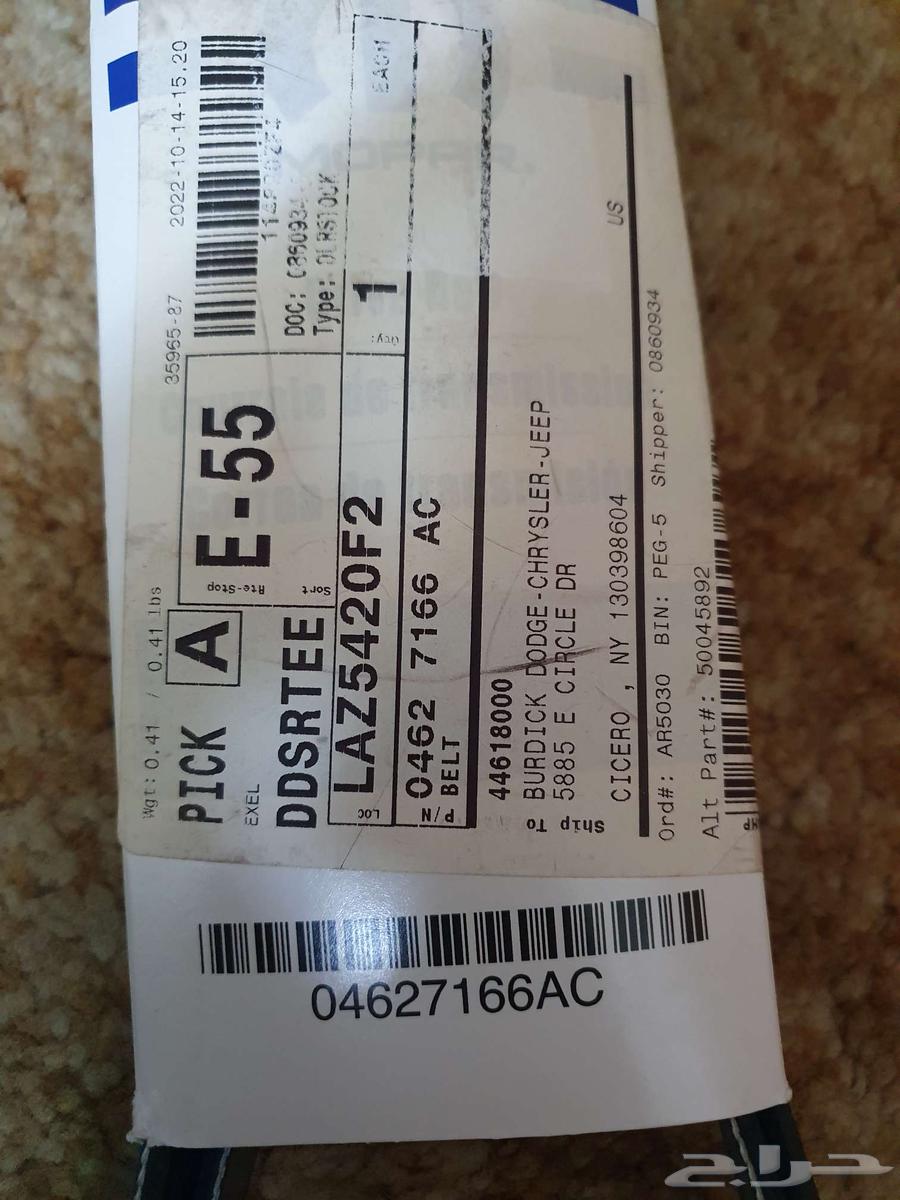 Wgt: 0.41 / 0.41 lbs
35965-87
2022-10-14-15.20
PICK A
Rte-Stop
E-55
EXEL
DDSRTEE
Sort
DOC:
Type: DLRSTOCK
LOC
LAZ5420F2
Qty:
1
EACH
P/N
0462 7166 AC
BELT
Ship To
44618000
BURDICK DODGE-CHRYSLER-JEEP
5885 E CIRCLE DR
CICERO , NY 130398604
US
Ord#: AR5030 BIN: PEG-5 Shipper: 0860934
Alt Part#: 50045892
MOPAR
04627166AC
حراج